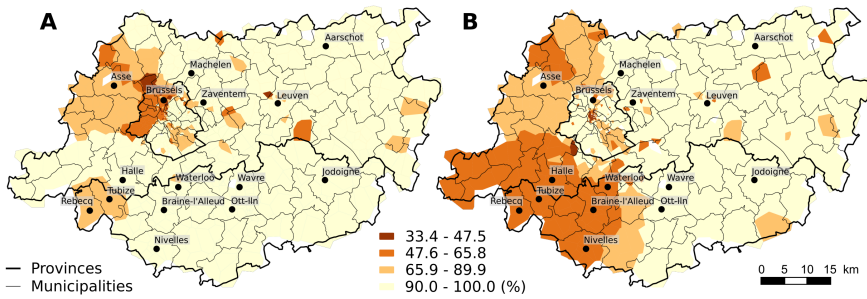 A
Aarschot
Machelen
Asse
Brussels
Zaventem
Leuven
Halle
Waterloo
Wavre
Jodoigne
Tubize
Rebecq
Braine-l'Alleud
Ott-lln
Nivelles
B
Aarschot
Machelen
Asse
Brussels
Zaventem
Leuven
Halle
Waterloo
Wavre
Jodoigne
Tubize
Rebecq
Braine-l'Alleud
Ott-lln
Nivelles
Provinces
Municipalities
33.4 - 47.5
47.6 - 65.8
65.9 - 89.9
90.0 - 100.0 (%)
0 5 10 15 km